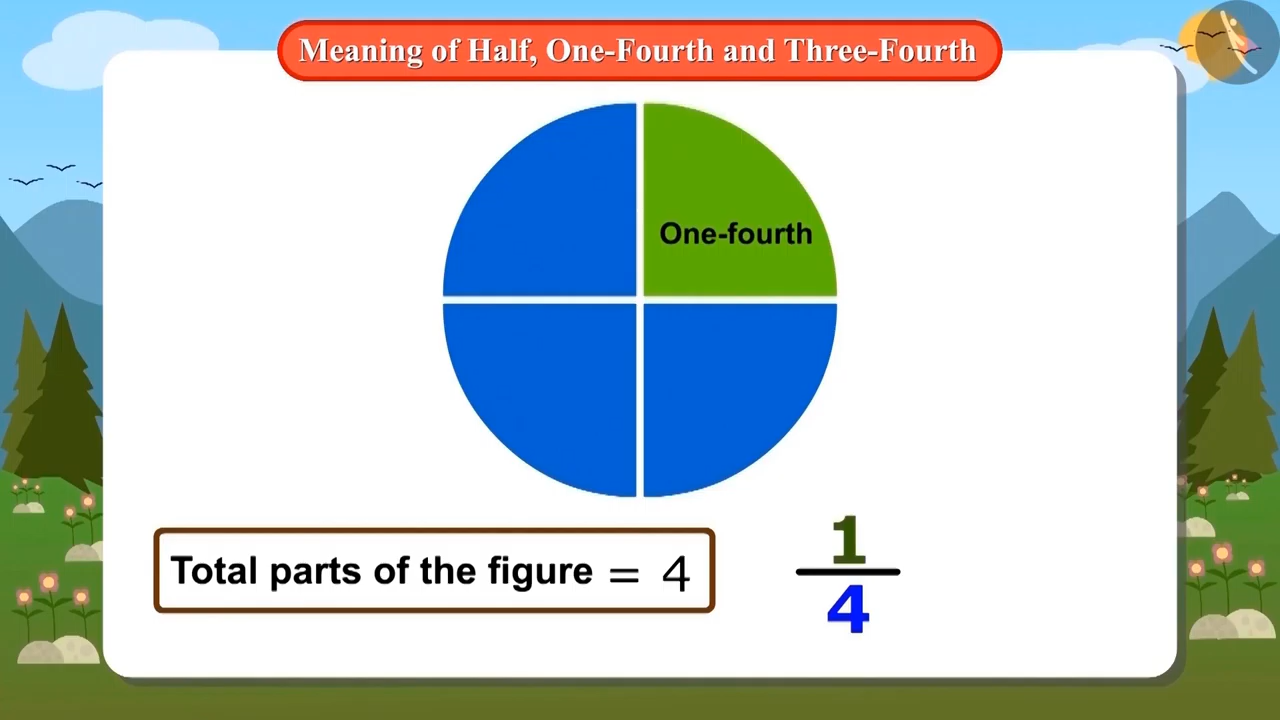 Meaning of Half, One-Fourth and Three-Fourth
One-fourth
Total parts of the figure = 4
1
4